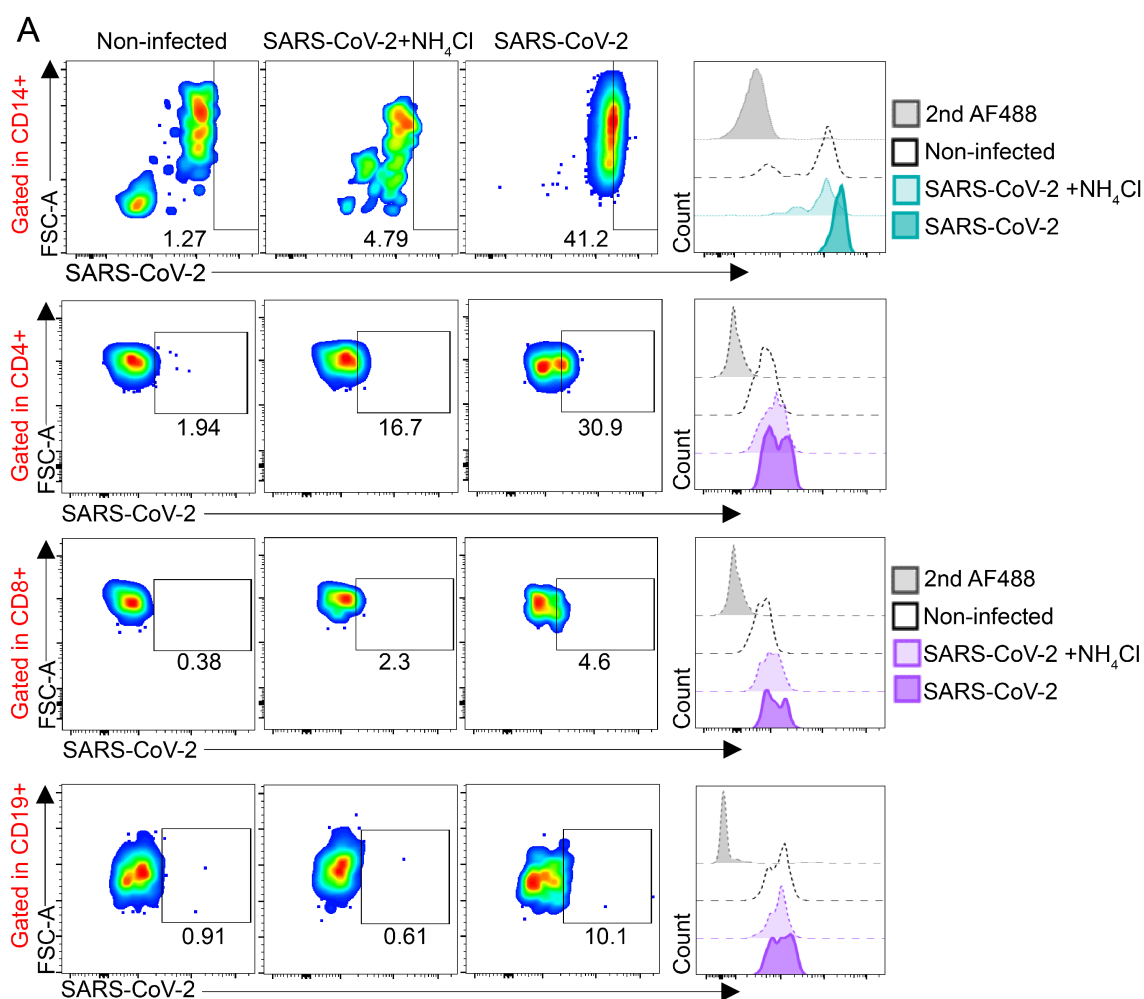 A
Non-infected SARS-CoV-2+NH4Cl SARS-CoV-2
Gated in CD14+
FSC-A
1.27 4.79 41.2
SARS-CoV-2
Count
2nd AF488
Non-infected
SARS-CoV-2 +NH4Cl
SARS-CoV-2
Gated in CD4+
FSC-A
1.94 16.7 30.9
SARS-CoV-2
Count
Gated in CD8+
FSC-A
0.38 2.3 4.6
SARS-CoV-2
Count
2nd AF488
Non-infected
SARS-CoV-2 +NH4Cl
SARS-CoV-2
Gated in CD19+
FSC-A
0.91 0.61 10.1
SARS-CoV-2
Count